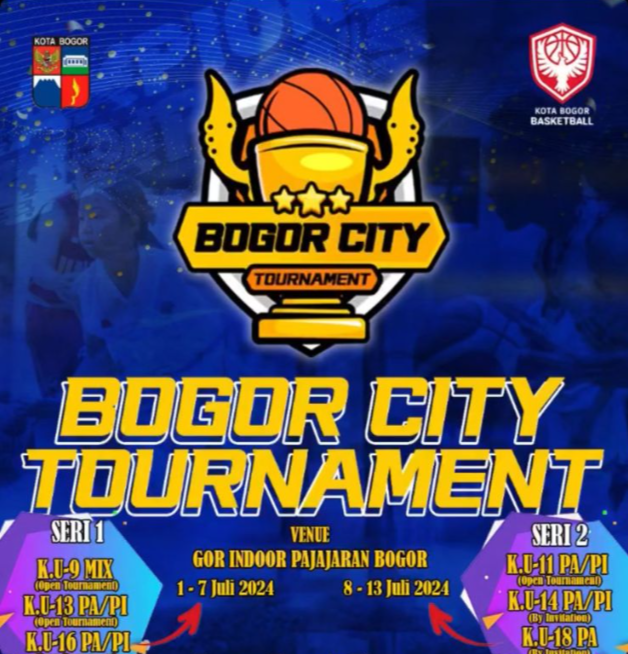 KOTA BOGOR
KOTA BOGOR
BASKETBALL
BOGOR CITY
TOURNAMENT
BOGOR CITY
TOURNAMENT
SERI 1
K.U-9 MIX
(Open Tournament)
K.U-13 PA/PI
(Open Tournament)
K.U-16 PA/PI
VENUE
GOR INDOOR PAJAJARAN BOGOR
1 - 7 Juli 2024
8 - 13 Juli 2024
SERI 2
K.U-11 PA/PI
(Open Tournament)
K.U-14 PA/PI
(By Invitation)
K.U-18 PA
(By Invitation)